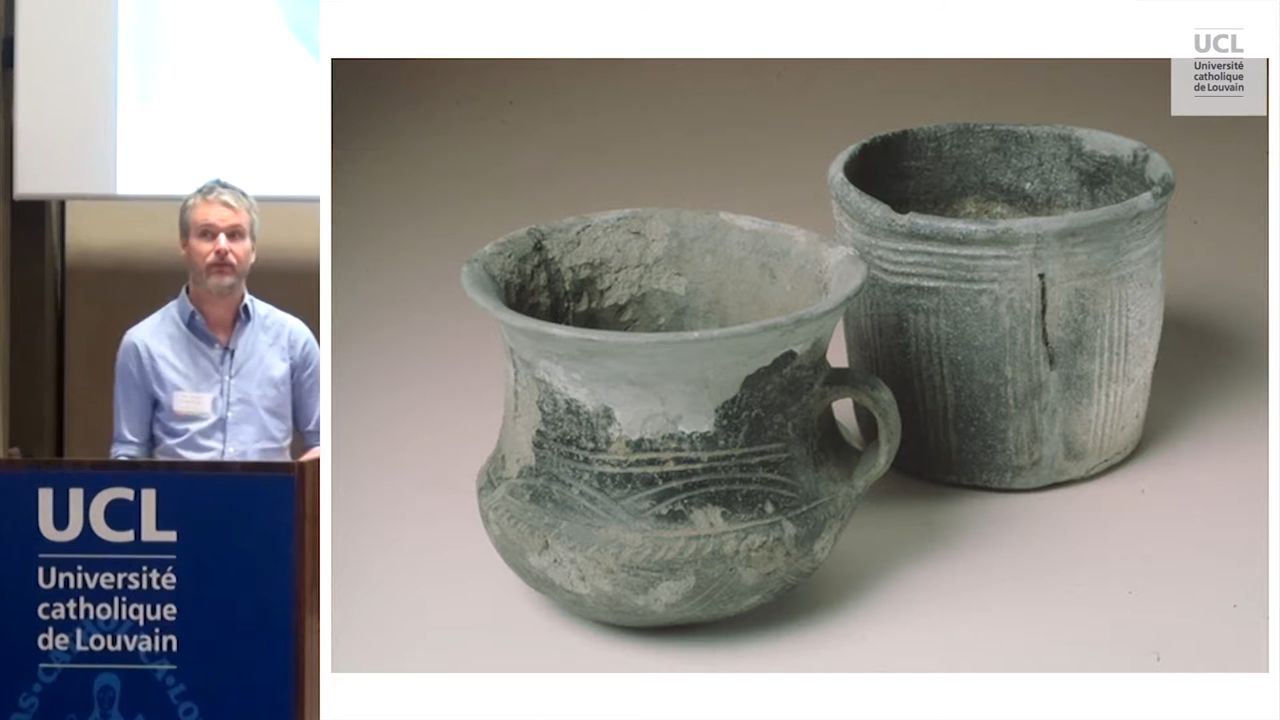 UCL
Université
catholique
de Louvain
UCL
Université
catholique
de Louvain